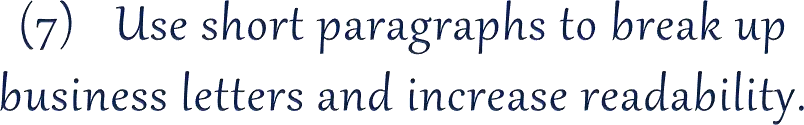 (7) Use short paragraphs to break up
business letters and increase readability.